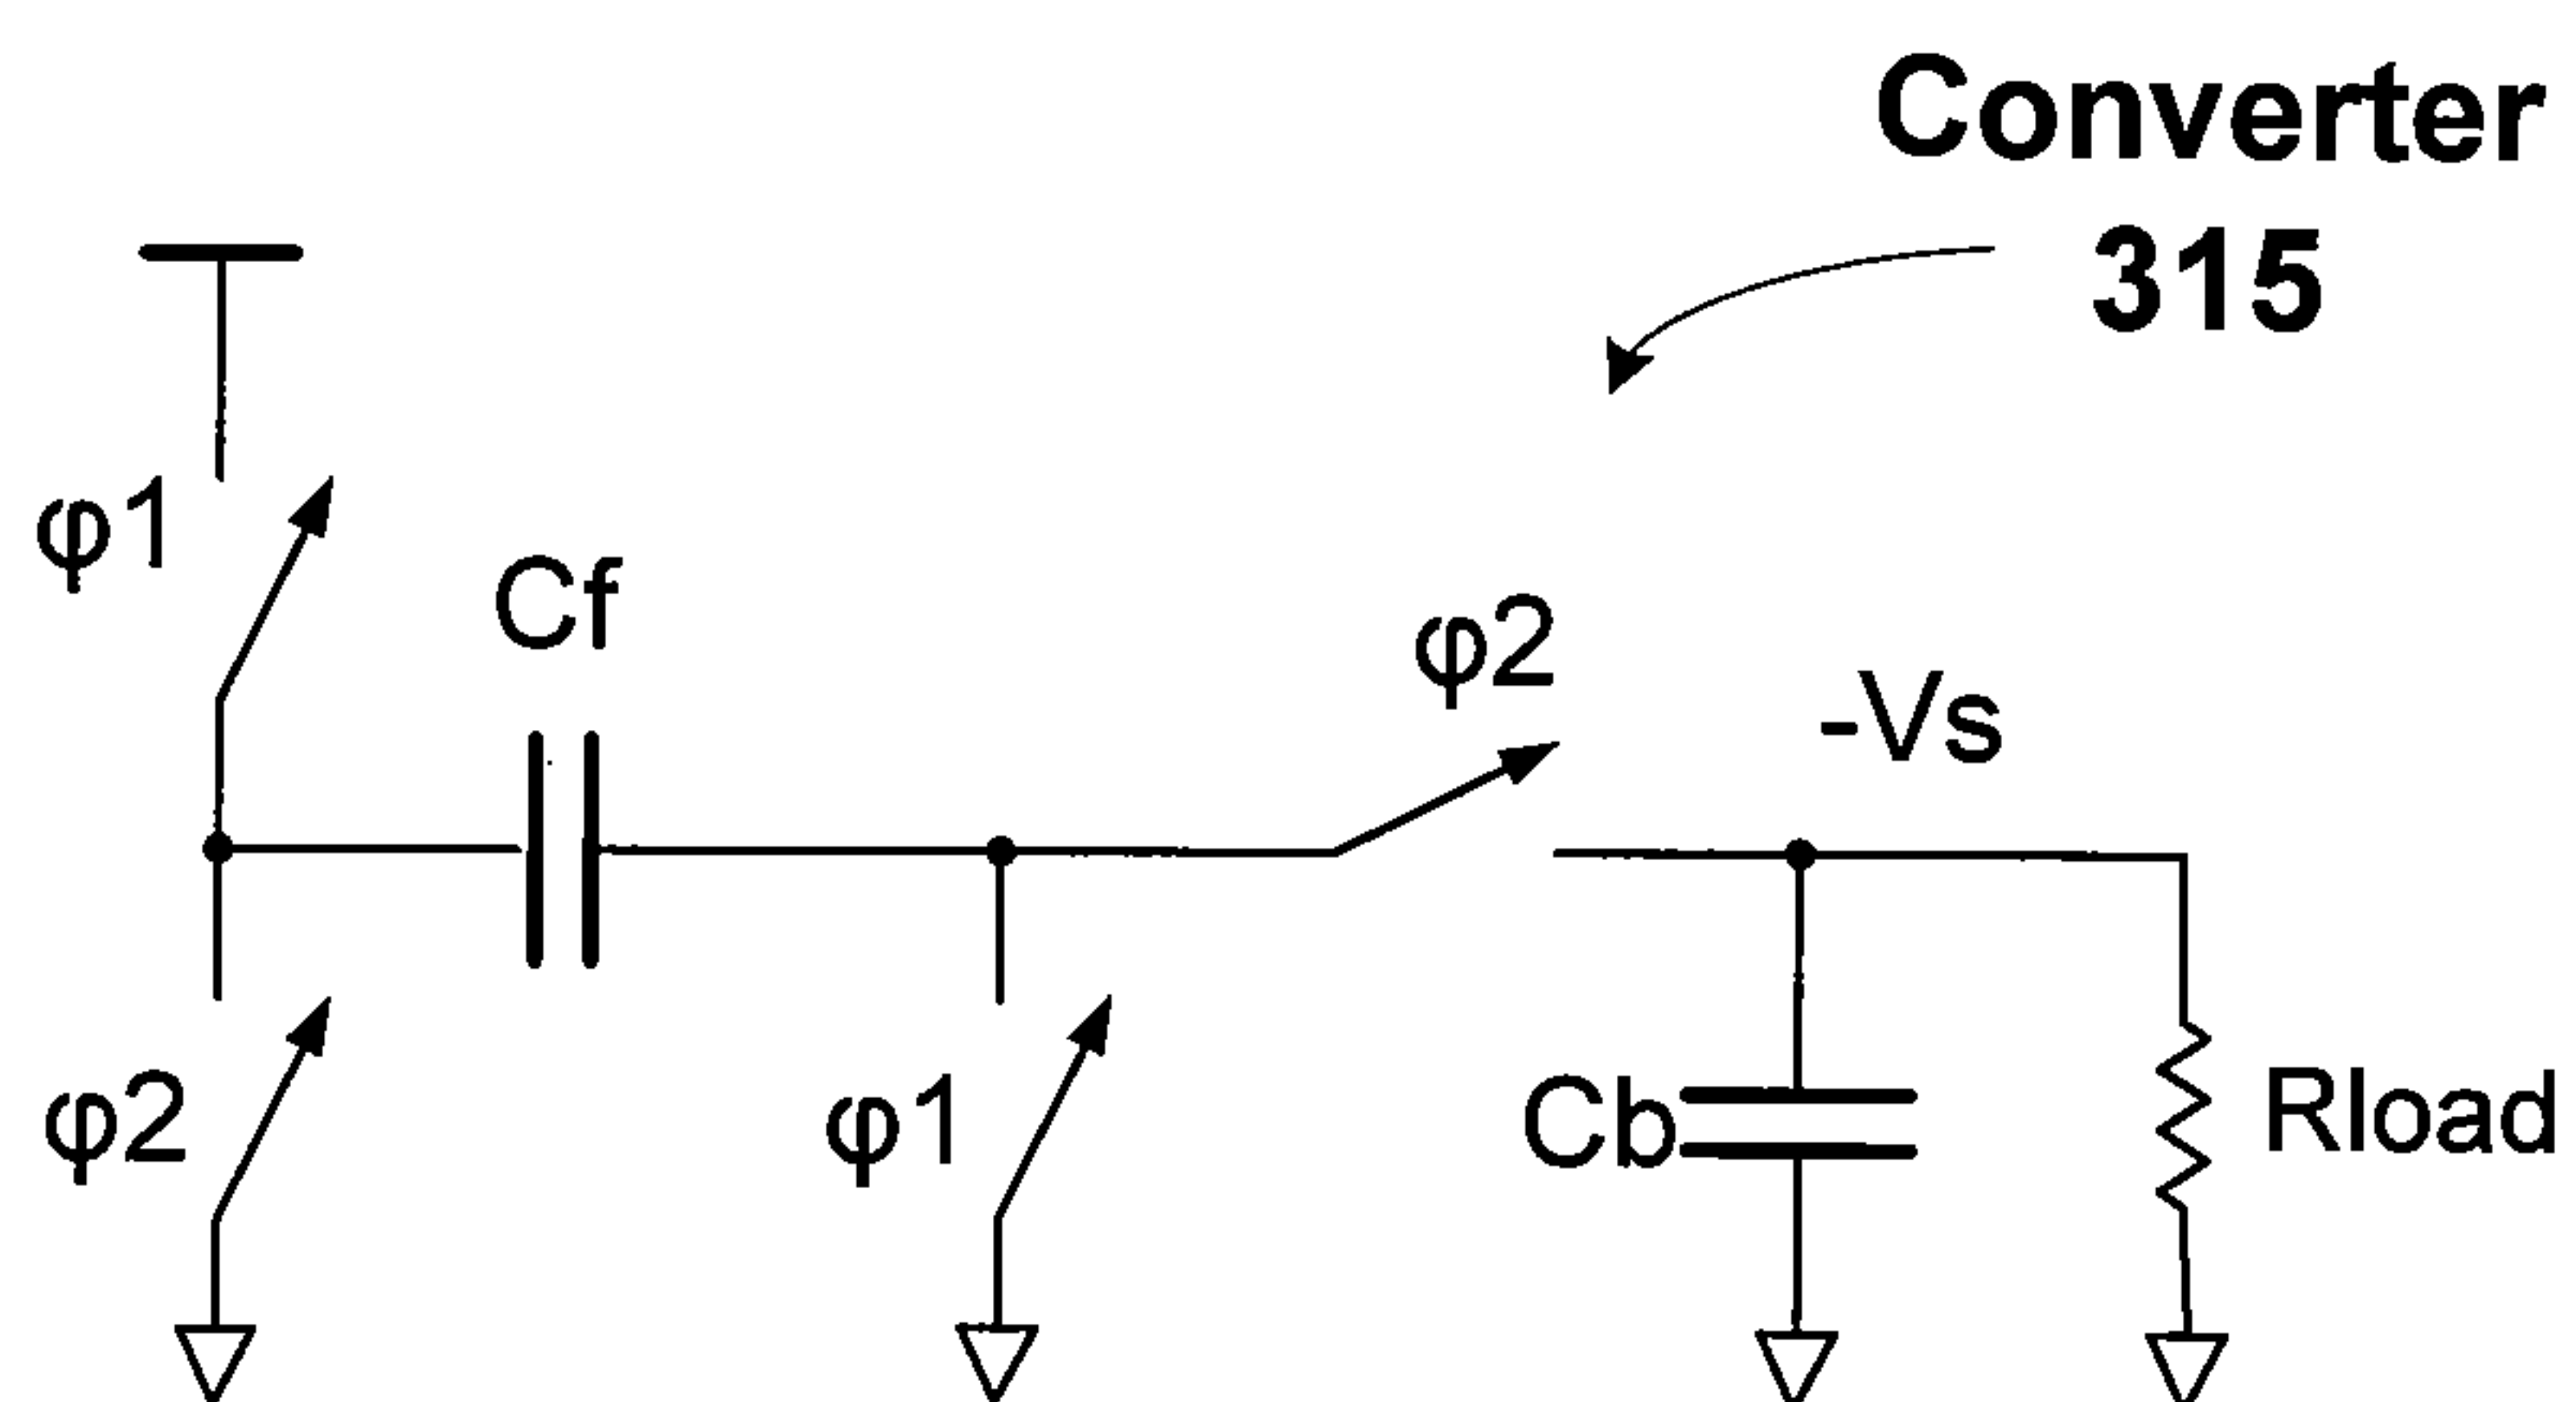 Converter
315
φ1
Cf
φ2
-Vs
φ2
φ1
Cb
Rload